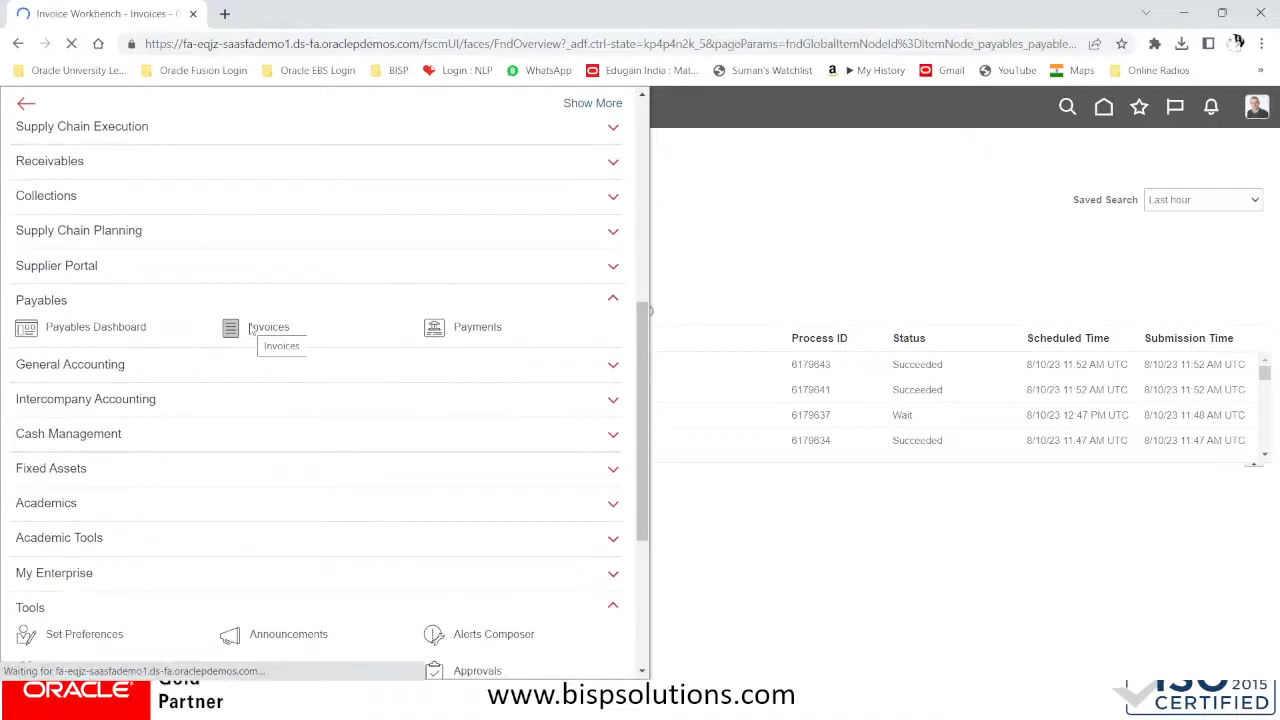 Invoice Workbench - Invoices - (
https://fa-eqjz-saasfademo1.ds-fa.oraclepdemos.com/fscmUI/faces/FndOverview?_adf.ctrl-state=kp4p4n2k_5&pageParams=fndGlobalItemNodeId%3DItemNode_payables_payable...
Oracle University Le... Oracle Fusion Login Oracle EBS Login BISP Login : NLP WhatsApp Edugain India : Mat... Suman's Watchlist ▶ My History Gmail YouTube Maps Online Radios »
Show More
Supply Chain Execution
Receivables
Collections
Supply Chain Planning
Supplier Portal
Payables
Payables Dashboard Invoices Payments
Invoices
General Accounting
Intercompany Accounting
Cash Management
Fixed Assets
Academics
Academic Tools
My Enterprise
Tools
Set Preferences Announcements Alerts Composer
Approvals
Waiting for fa-eqjz-saasfademo1.ds-fa.oraclepdemos.com...
Saved Search Last hour
Process ID Status Scheduled Time Submission Time
6179643 Succeeded 8/10/23 11:52 AM UTC 8/10/23 11:52 AM UTC
6179641 Succeeded 8/10/23 11:52 AM UTC 8/10/23 11:52 AM UTC
6179637 Wait 8/10/23 12:47 PM UTC 8/10/23 11:48 AM UTC
6179634 Succeeded 8/10/23 11:47 AM UTC 8/10/23 11:47 AM UTC
ORACLE Gold
Partner
www.bispsolutions.com
ISO 2015
CERTIFIED